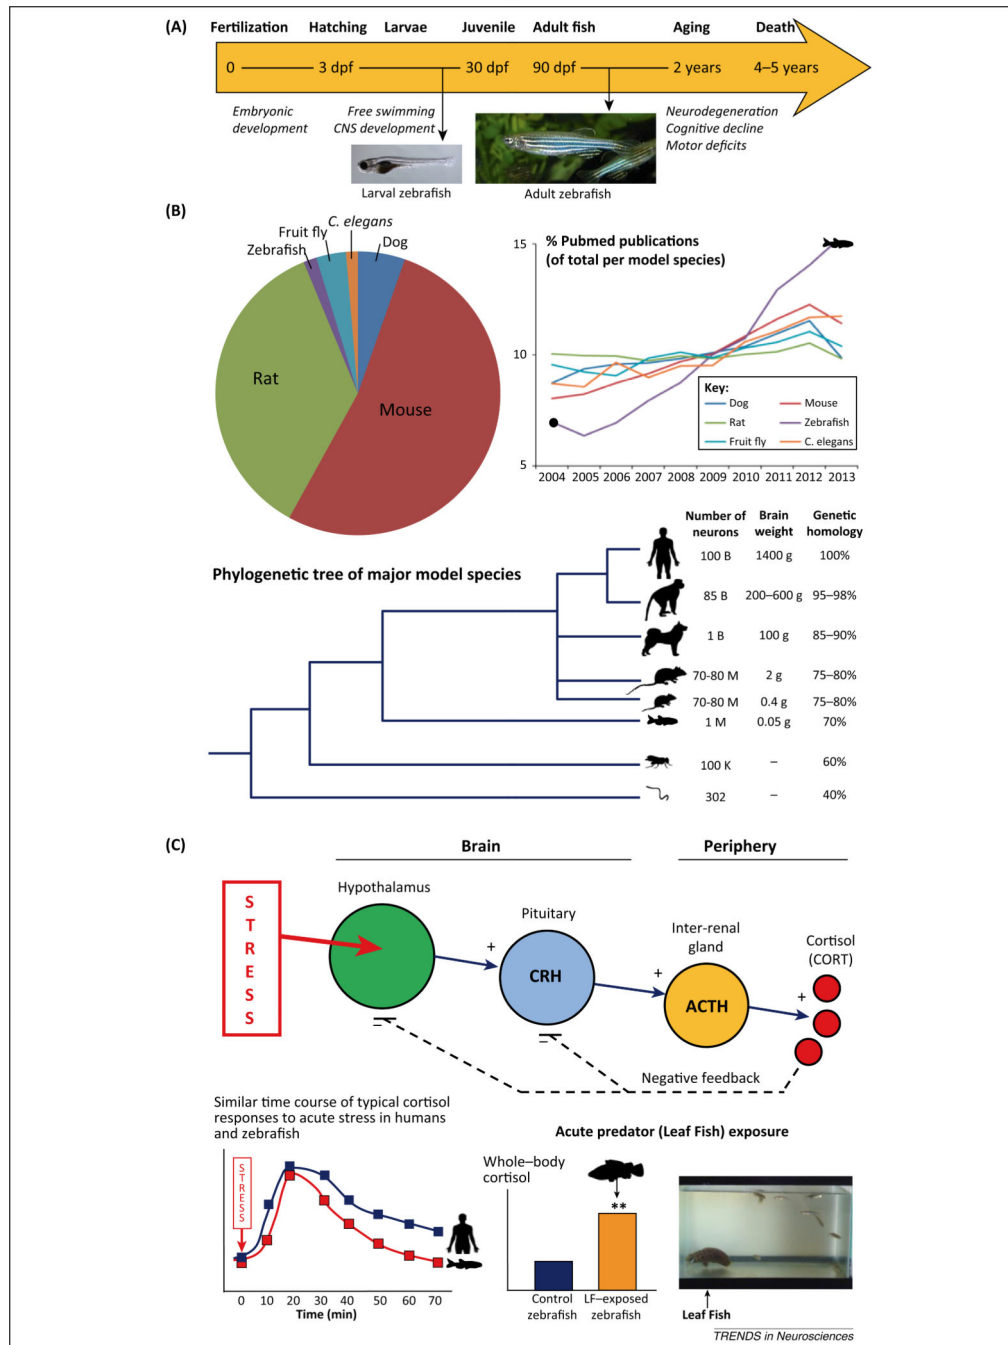 (A)
Fertilization Hatching Larvae Juvenile Adult fish Aging Death
0 3 dpf 30 dpf 90 dpf 2 years 4–5 years
Embryonic
development
Free swimming
CNS development
Neurodegeneration
Cognitive decline
Motor deficits
Larval zebrafish
Adult zebrafish
(B)
C. elegans
Fruit fly
Zebrafish
Dog
Rat
Mouse
% Pubmed publications
(of total per model species)
15
10
5
Key:
Dog Mouse
Rat Zebrafish
Fruit fly C. elegans
2004 2005 2006 2007 2008 2009 2010 2011 2012 2013
Phylogenetic tree of major model species
Number of
neurons
Brain
weight
Genetic
homology
100 B 1400 g 100%
85 B 200–600 g 95–98%
1 B 100 g 85–90%
70-80 M 2 g 75–80%
70-80 M 0.4 g 75–80%
1 M 0.05 g 70%
100 K – 60%
302 – 40%
(C)
Brain
Periphery
STRESS
Hypothalamus
Pituitary
Inter-renal
gland
Cortisol
(CORT)
+
CRH
+
ACTH
+
–
–
Negative feedback
Similar time course of typical cortisol
responses to acute stress in humans
and zebrafish
STRESS
0 10 20 30 40 50 60 70
Time (min)
Acute predator (Leaf Fish) exposure
Whole–body
cortisol
**
Control
zebrafish
LF–exposed
zebrafish
Leaf Fish
TRENDS in Neurosciences